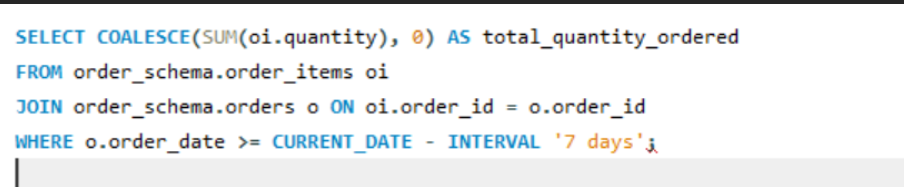 SELECT COALESCE(SUM(oi.quantity), 0) AS total_quantity_ordered
FROM order_schema.order_items oi
JOIN order_schema.orders o ON oi.order_id = o.order_id
WHERE o.order_date >= CURRENT_DATE - INTERVAL '7 days';